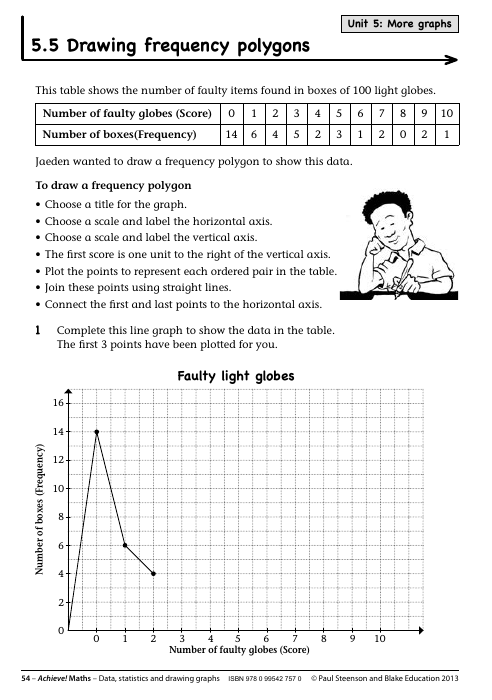 Unit 5: More graphs
5.5 Drawing frequency polygons
This table shows the number of faulty items found in boxes of 100 light globes.
Number of faulty globes (Score) 0 1 2 3 4 5 6 7 8 9 10
Number of boxes(Frequency) 14 6 4 5 2 3 1 2 0 2 1
Jaeden wanted to draw a frequency polygon to show this data.
To draw a frequency polygon
• Choose a title for the graph.
• Choose a scale and label the horizontal axis.
• Choose a scale and label the vertical axis.
• The first score is one unit to the right of the vertical axis.
• Plot the points to represent each ordered pair in the table.
• Join these points using straight lines.
• Connect the first and last points to the horizontal axis.
1 Complete this line graph to show the data in the table.
The first 3 points have been plotted for you.
Faulty light globes
Number of boxes (Frequency)
16
14
12
10
8
6
4
2
0
0 1 2 3 4 5 6 7 8 9 10
Number of faulty globes (Score)
54 – Achieve! Maths – Data, statistics and drawing graphs ISBN 978 0 99542 757 0 © Paul Steenson and Blake Education 2013